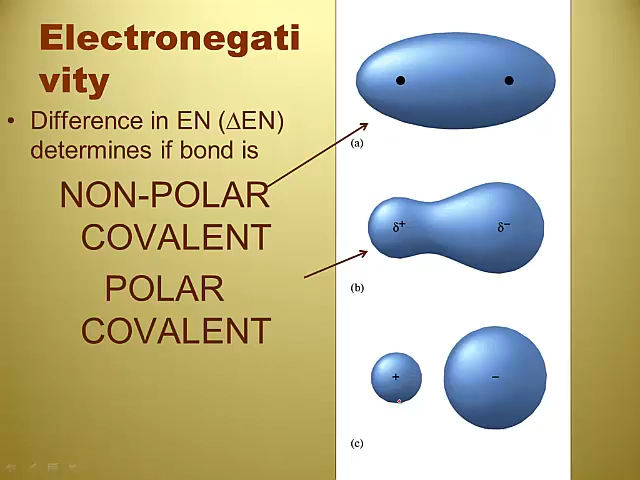 Electronegati
vity
• Difference in EN (∆EN)
determines if bond is
NON-POLAR
COVALENT
POLAR
COVALENT
(a)
δ+ δ−
(b)
+ −
(c)